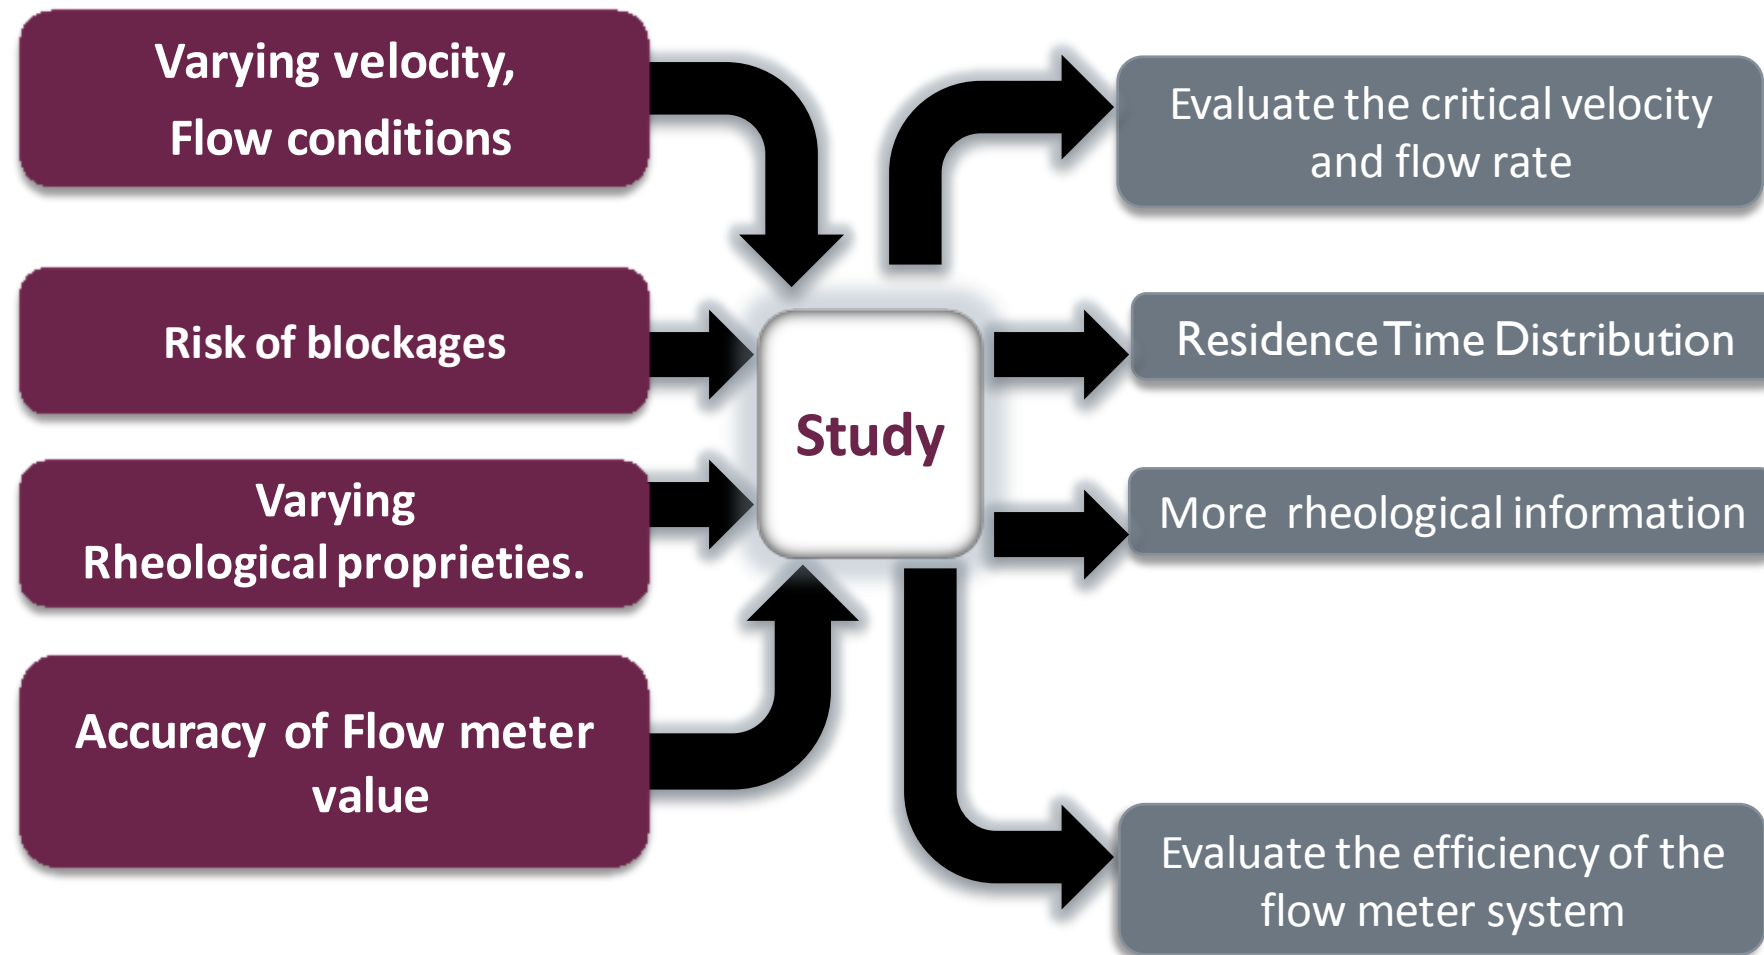 Varying velocity,
Flow conditions
Risk of blockages
Varying
Rheological proprieties.
Accuracy of Flow meter
value
Study
Evaluate the critical velocity
and flow rate
Residence Time Distribution
More rheological information
Evaluate the efficiency of the
flow meter system